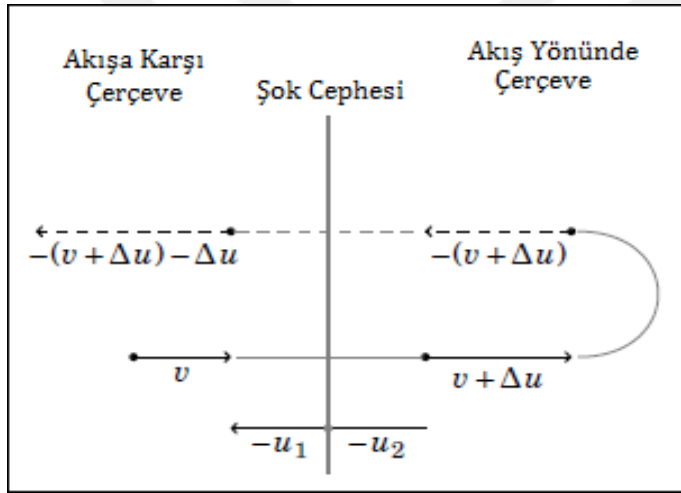 Akışa Karşı
Çerçeve
Şok Cephesi
Akış Yönünde
Çerçeve
−(v + Δu) − Δu
−(v + Δu)
v
v + Δu
−u₁
−u₂